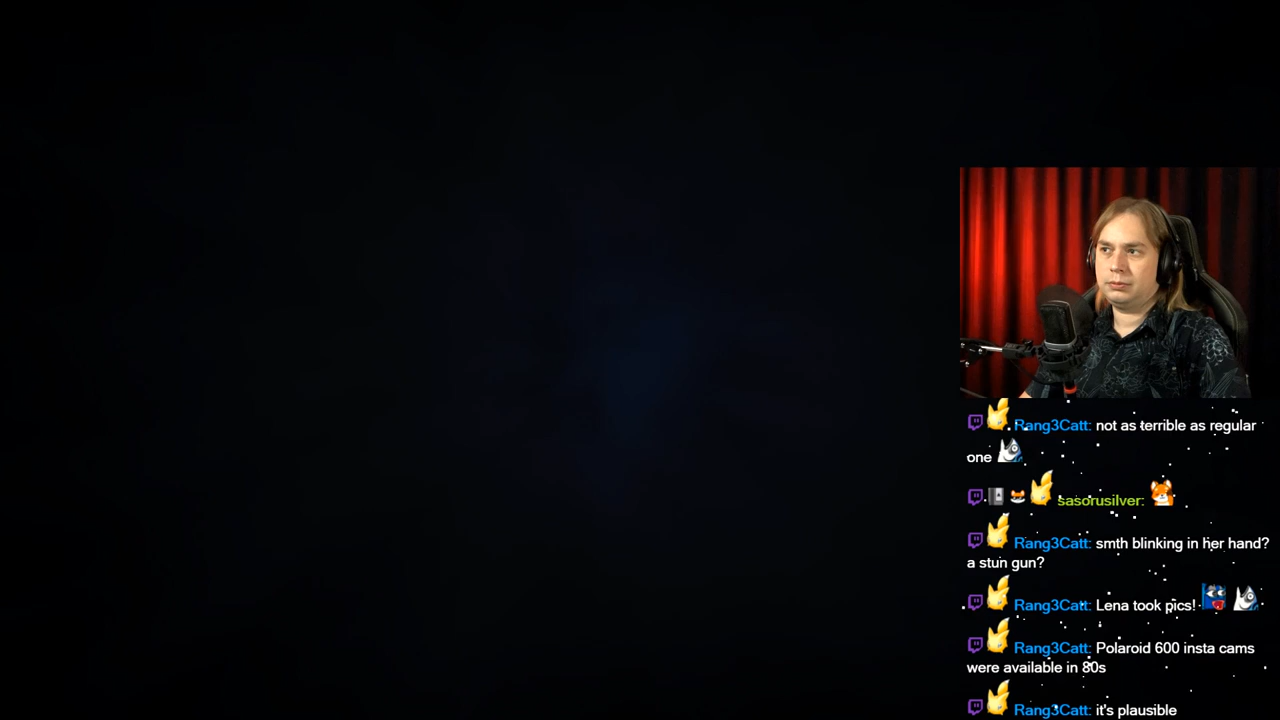 Rang3Catt: not as terrible as regular
one
sasorusilver:
Rang3Catt: smth blinking in her hand?
a stun gun?
Rang3Catt: Lena took pics!
Rang3Catt: Polaroid 600 insta cams
were available in 80s
Rang3Catt: it's plausible